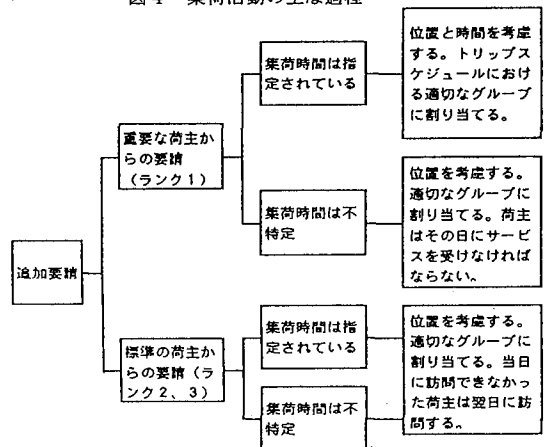 図4 集荷活動の主な過程
集荷時間は指
定されている
位置と時間を考慮
する。トリップス
ケジュールにおけ
る適切なグループ
に割り当てる。
重要な荷主か
らの要請
(ランク1)
集荷時間は不
特定
位置を考慮する。
適切なグループに
割り当てる。荷主
はその日にサービ
スを受けなければ
ならない。
追加要請
標準の荷主か
らの要請(ラ
ンク2、3)
集荷時間は指
定されている
集荷時間は不
特定
位置を考慮する。
適切なグループに
割り当てる。当日
に訪問できなかっ
た荷主は翌日に訪
問する。